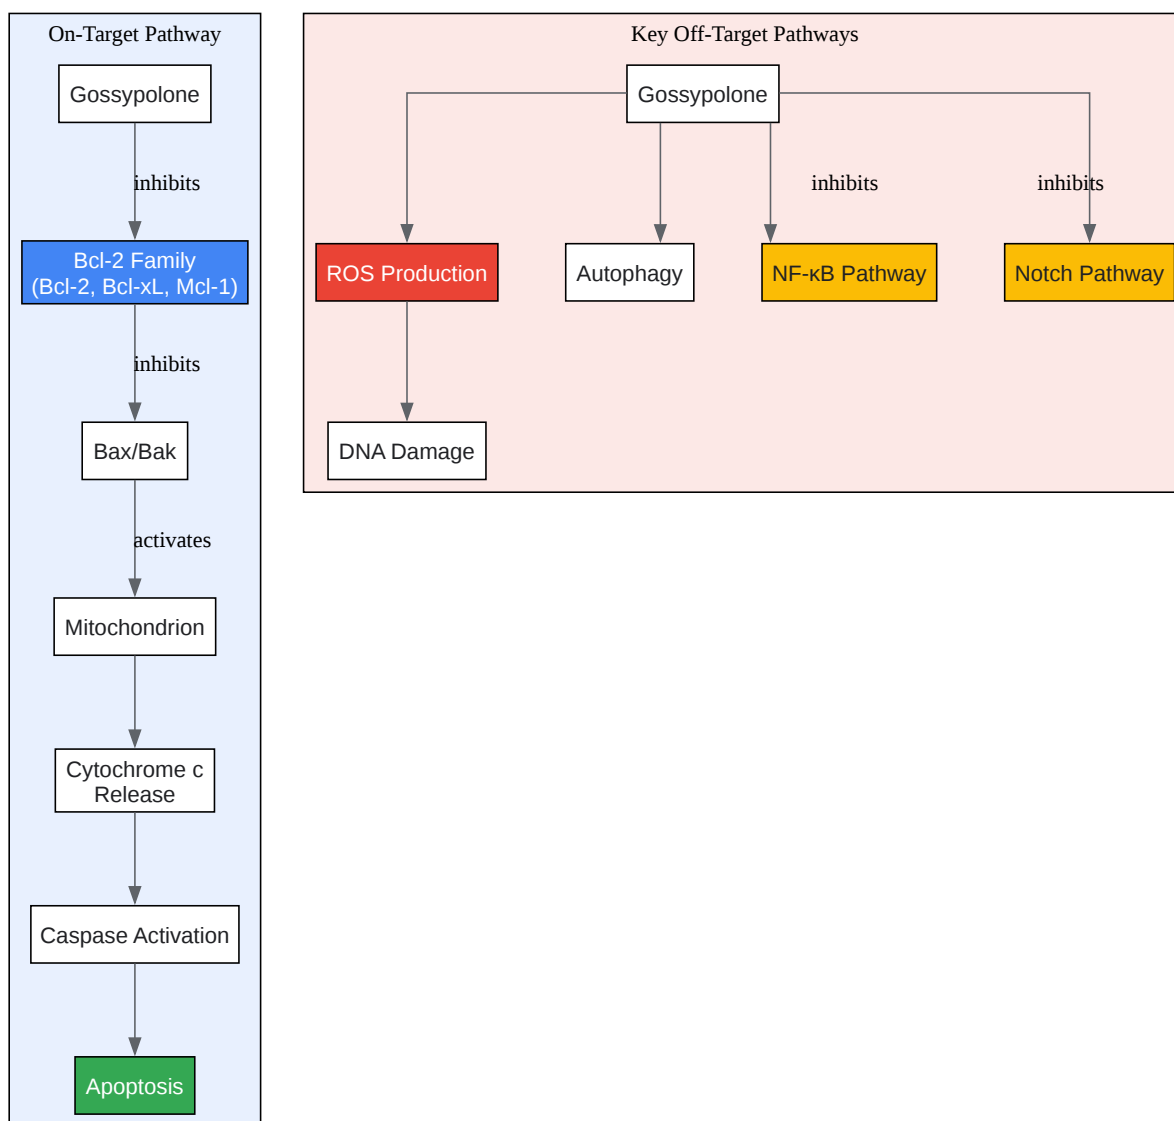 On-Target Pathway
Gossypolone
inhibits
Bcl-2 Family
(Bcl-2, Bcl-xL, Mcl-1)
inhibits
Bax/Bak
activates
Mitochondrion
Cytochrome c
Release
Caspase Activation
Apoptosis
Key Off-Target Pathways
Gossypolone
inhibits
inhibits
ROS Production
Autophagy
NF-κB Pathway
Notch Pathway
DNA Damage